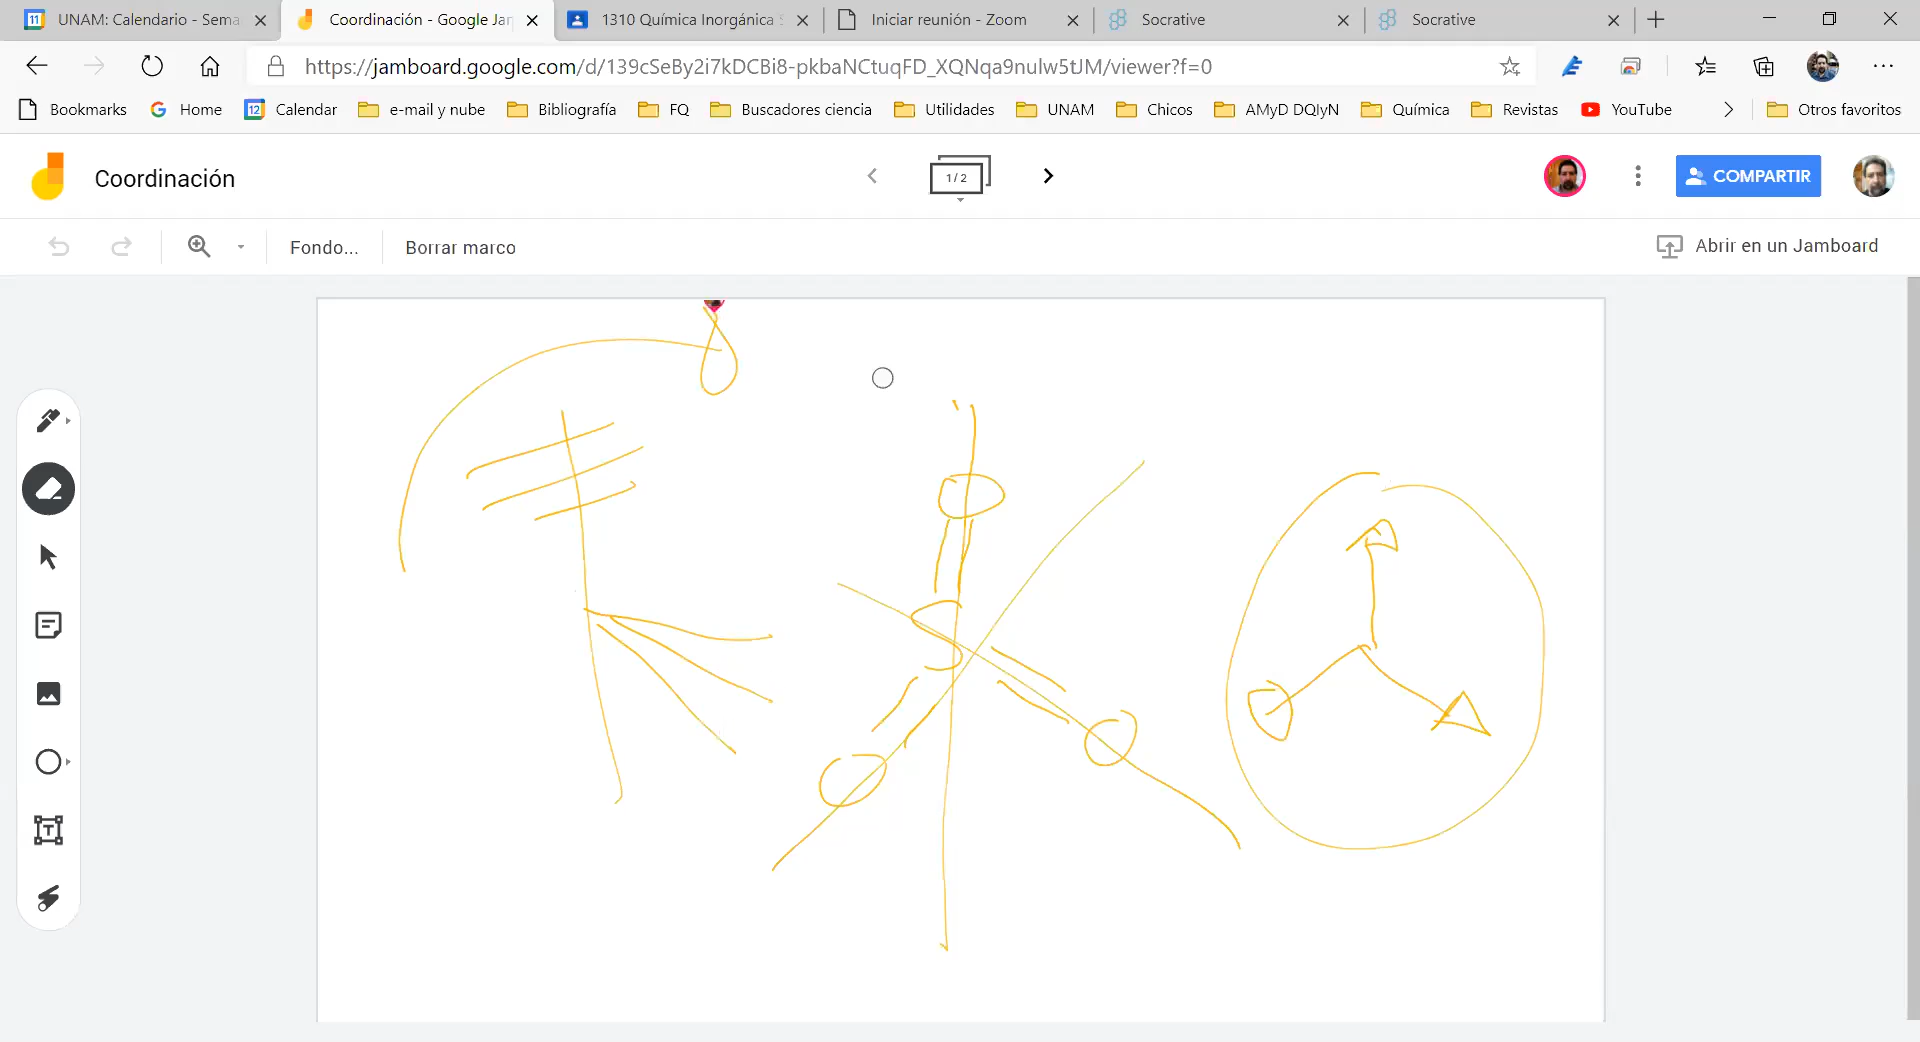 11 UNAM: Calendario - Sema
Coordinación - Google Jar
1310 Química Inorgánica
Iniciar reunión - Zoom
Socrative
Socrative
https://jamboard.google.com/d/139cSeBy2i7kDCBi8-pkbaNCtuqFD_XQNqa9nulw5tJM/viewer?f=0
Bookmarks
Home
12 Calendar
e-mail y nube
Bibliografía
FQ
Buscadores ciencia
Utilidades
UNAM
Chicos
AMyD DQIyN
Química
Revistas
YouTube
Otros favoritos
Coordinación
1 / 2
COMPARTIR
Fondo...
Borrar marco
Abrir en un Jamboard